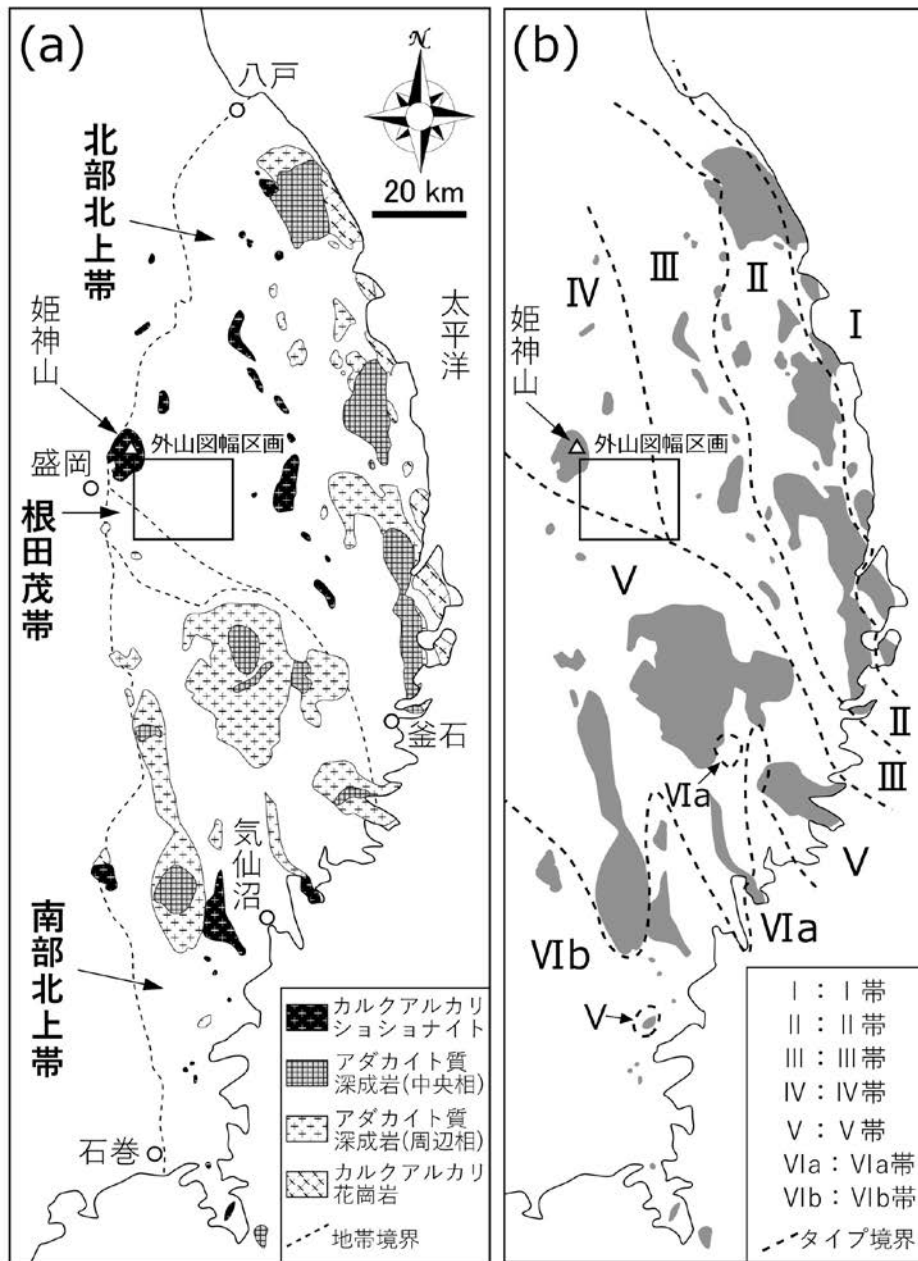 (a)
八戸
N
20 km
北部北上帯
太平洋
姫神山
外山図幅区画
盛岡
根田茂帯
釜石
気仙沼
南部北上帯
石巻
カルクアルカリ
ショショナイト
アダカイト質
深成岩(中央相)
アダカイト質
深成岩(周辺相)
カルクアルカリ
花崗岩
地帯境界
(b)
Ⅲ
Ⅱ
Ⅳ
Ⅰ
姫神山
外山図幅区画
Ⅴ
Ⅱ
Ⅲ
Ⅵa
Ⅴ
Ⅵa
Ⅵb
Ⅴ
Ⅰ:Ⅰ帯
Ⅱ:Ⅱ帯
Ⅲ:Ⅲ帯
Ⅳ:Ⅳ帯
Ⅴ:Ⅴ帯
Ⅵa:Ⅵa帯
Ⅵb:Ⅵb帯
タイプ境界